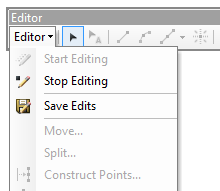 Editor
Editor
Start Editing
Stop Editing
Save Edits
Move...
Split...
Construct Points...